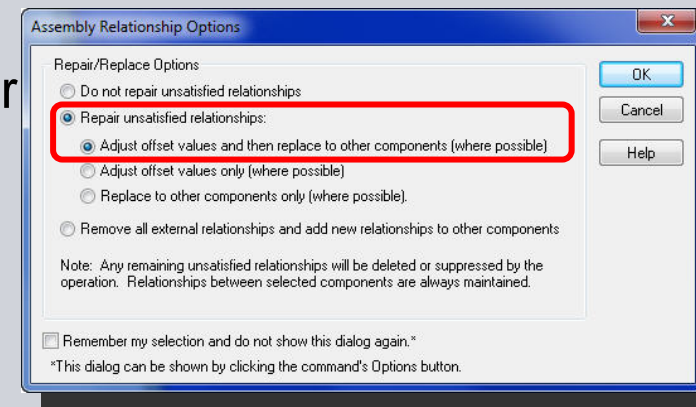 Assembly Relationship Options
r
Repair/Replace Options
Do not repair unsatisfied relationships
Repair unsatisfied relationships:
Adjust offset values and then replace to other components (where possible)
Adjust offset values only (where possible)
Replace to other components only (where possible).
Remove all external relationships and add new relationships to other components
Note: Any remaining unsatisfied relationships will be deleted or suppressed by the
operation. Relationships between selected components are always maintained.
OK
Cancel
Help
Remember my selection and do not show this dialog again.*
*This dialog can be shown by clicking the command's Options button.